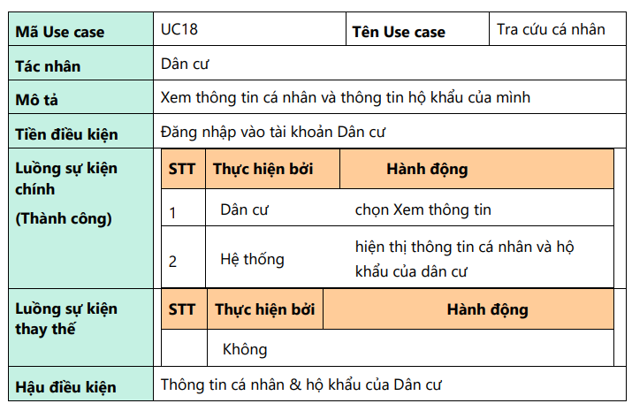 Mã Use case UC18 Tên Use case Tra cứu cá nhân
Tác nhân Dân cư
Mô tả Xem thông tin cá nhân và thông tin hộ khẩu của mình
Tiền điều kiện Đăng nhập vào tài khoản Dân cư
Luồng sự kiện
chính
(Thành công)
STT Thực hiện bởi Hành động
1 Dân cư chọn Xem thông tin
2 Hệ thống hiện thị thông tin cá nhân và hộ
khẩu của dân cư
Luồng sự kiện
thay thế
STT Thực hiện bởi Hành động
Không
Hậu điều kiện Thông tin cá nhân & hộ khẩu của Dân cư